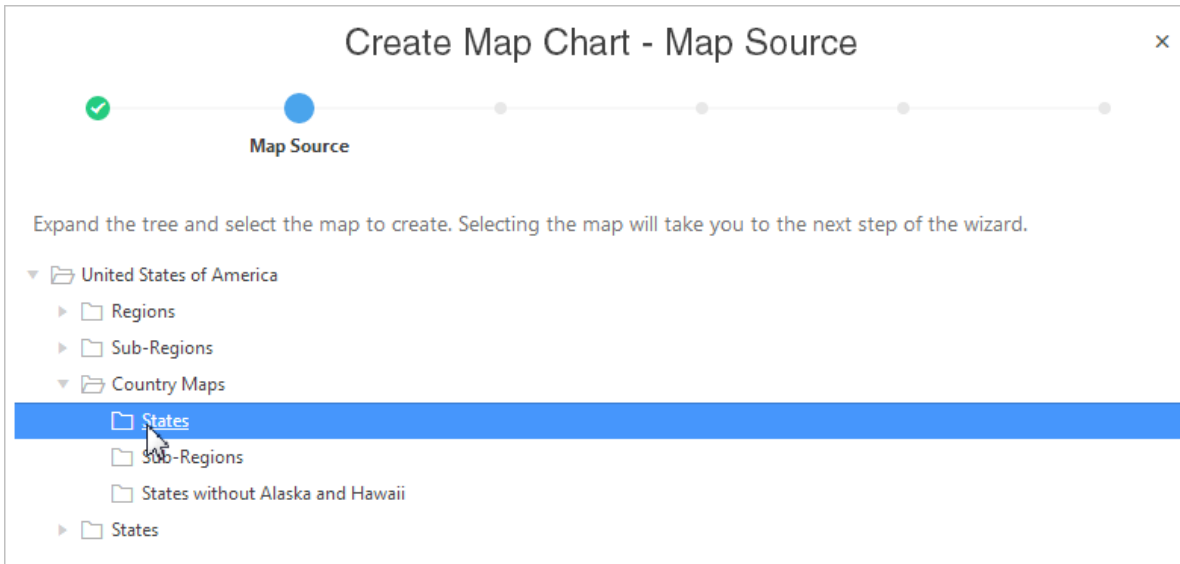 Create Map Chart - Map Source
Map Source
Expand the tree and select the map to create. Selecting the map will take you to the next step of the wizard.
United States of America
Regions
Sub-Regions
Country Maps
States
Sub-Regions
States without Alaska and Hawaii
States